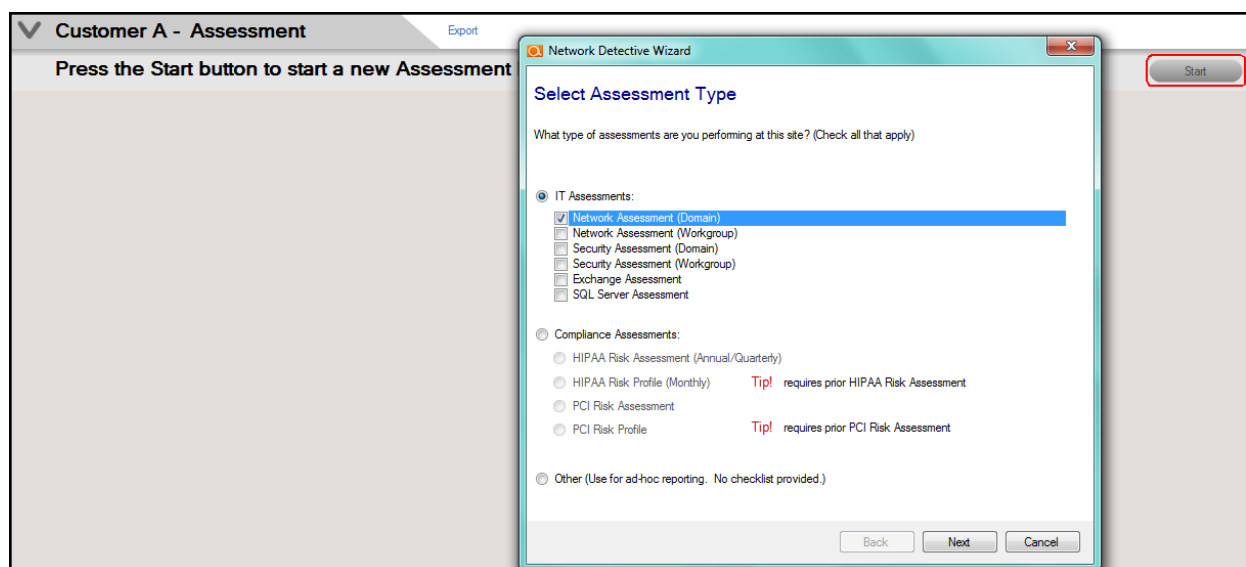 Customer A - Assessment
Export
Press the Start button to start a new Assessment
Start
Network Detective Wizard
Select Assessment Type
What type of assessments are you performing at this site? (Check all that apply)
IT Assessments:
Network Assessment (Domain)
Network Assessment (Workgroup)
Security Assessment (Domain)
Security Assessment (Workgroup)
Exchange Assessment
SQL Server Assessment
Compliance Assessments:
HIPAA Risk Assessment (Annual/Quarterly)
HIPAA Risk Profile (Monthly) Tip! requires prior HIPAA Risk Assessment
PCI Risk Assessment
PCI Risk Profile Tip! requires prior PCI Risk Assessment
Other (Use for ad-hoc reporting. No checklist provided.)
Back Next Cancel